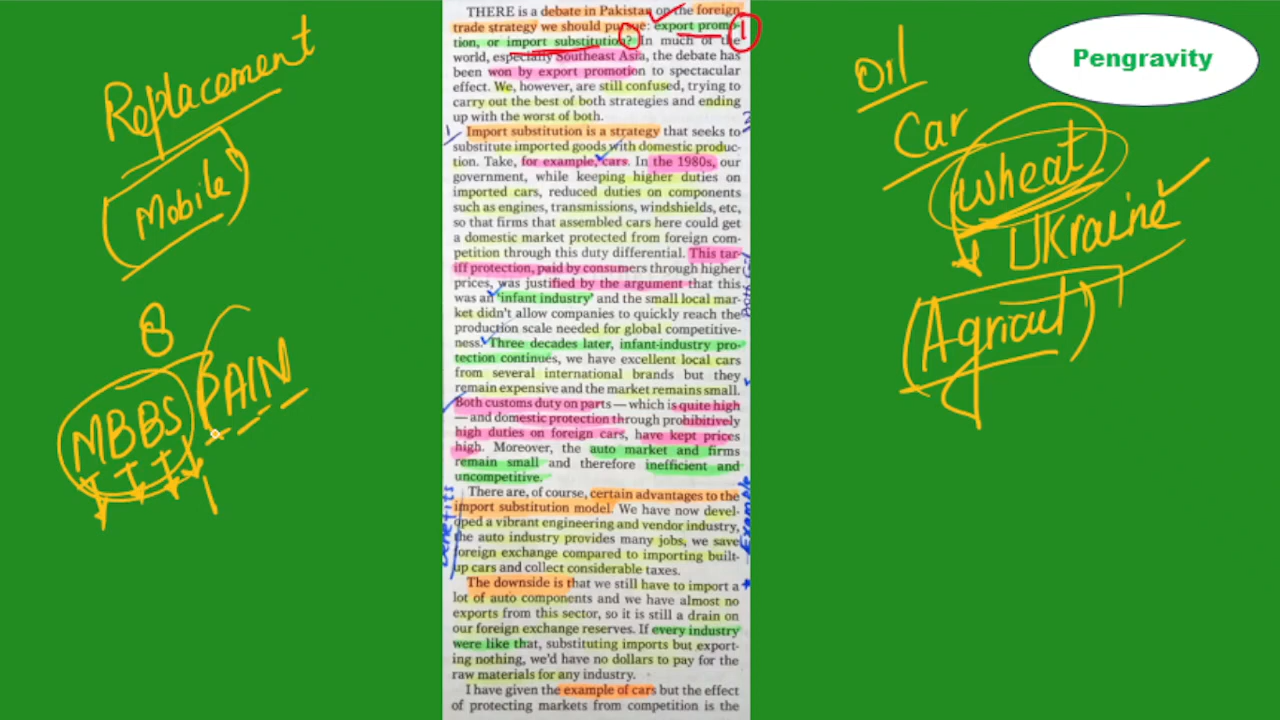 Replacement
Mobile
8
MBBS PAIN
THERE is a debate in Pakistan on the foreign
trade strategy we should pursue: export promo-
tion, or import substitution? In much of the
world, especially Southeast Asia, the debate has
been won by export promotion to spectacular
effect. We, however, are still confused, trying to
carry out the best of both strategies and ending
up with the worst of both.
Import substitution is a strategy that seeks to
substitute imported goods with domestic produc-
tion. Take, for example, cars. In the 1980s, our
government, while keeping higher duties on
imported cars, reduced duties on components
such as engines, transmissions, windshields, etc,
so that firms that assembled cars here could get
a domestic market protected from foreign com-
petition through this duty differential. This tar-
iff protection, paid by consumers through higher
prices, was justified by the argument that this
was an 'infant industry' and the small local mar-
ket didn't allow companies to quickly reach the
production scale needed for global competitive-
ness. Three decades later, infant-industry pro-
tection continues, we have excellent local cars
from several international brands but they
remain expensive and the market remains small.
Both customs duty on parts — which is quite high
— and domestic protection through prohibitively
high duties on foreign cars, have kept prices
high. Moreover, the auto market and firms
remain small and therefore inefficient and
uncompetitive.
There are, of course, certain advantages to the
import substitution model. We have now devel-
oped a vibrant engineering and vendor industry,
the auto industry provides many jobs, we save
foreign exchange compared to importing built-
up cars and collect considerable taxes.
The downside is that we still have to import a
lot of auto components and we have almost no
exports from this sector, so it is still a drain on
our foreign exchange reserves. If every industry
were like that, substituting imports but export-
ing nothing, we'd have no dollars to pay for the
raw materials for any industry.
I have given the example of cars but the effect
of protecting markets from competition is the
1
1
2
Benefits
Example
Pengravity
Oil
Car
Wheat
Ukraine
Agricul